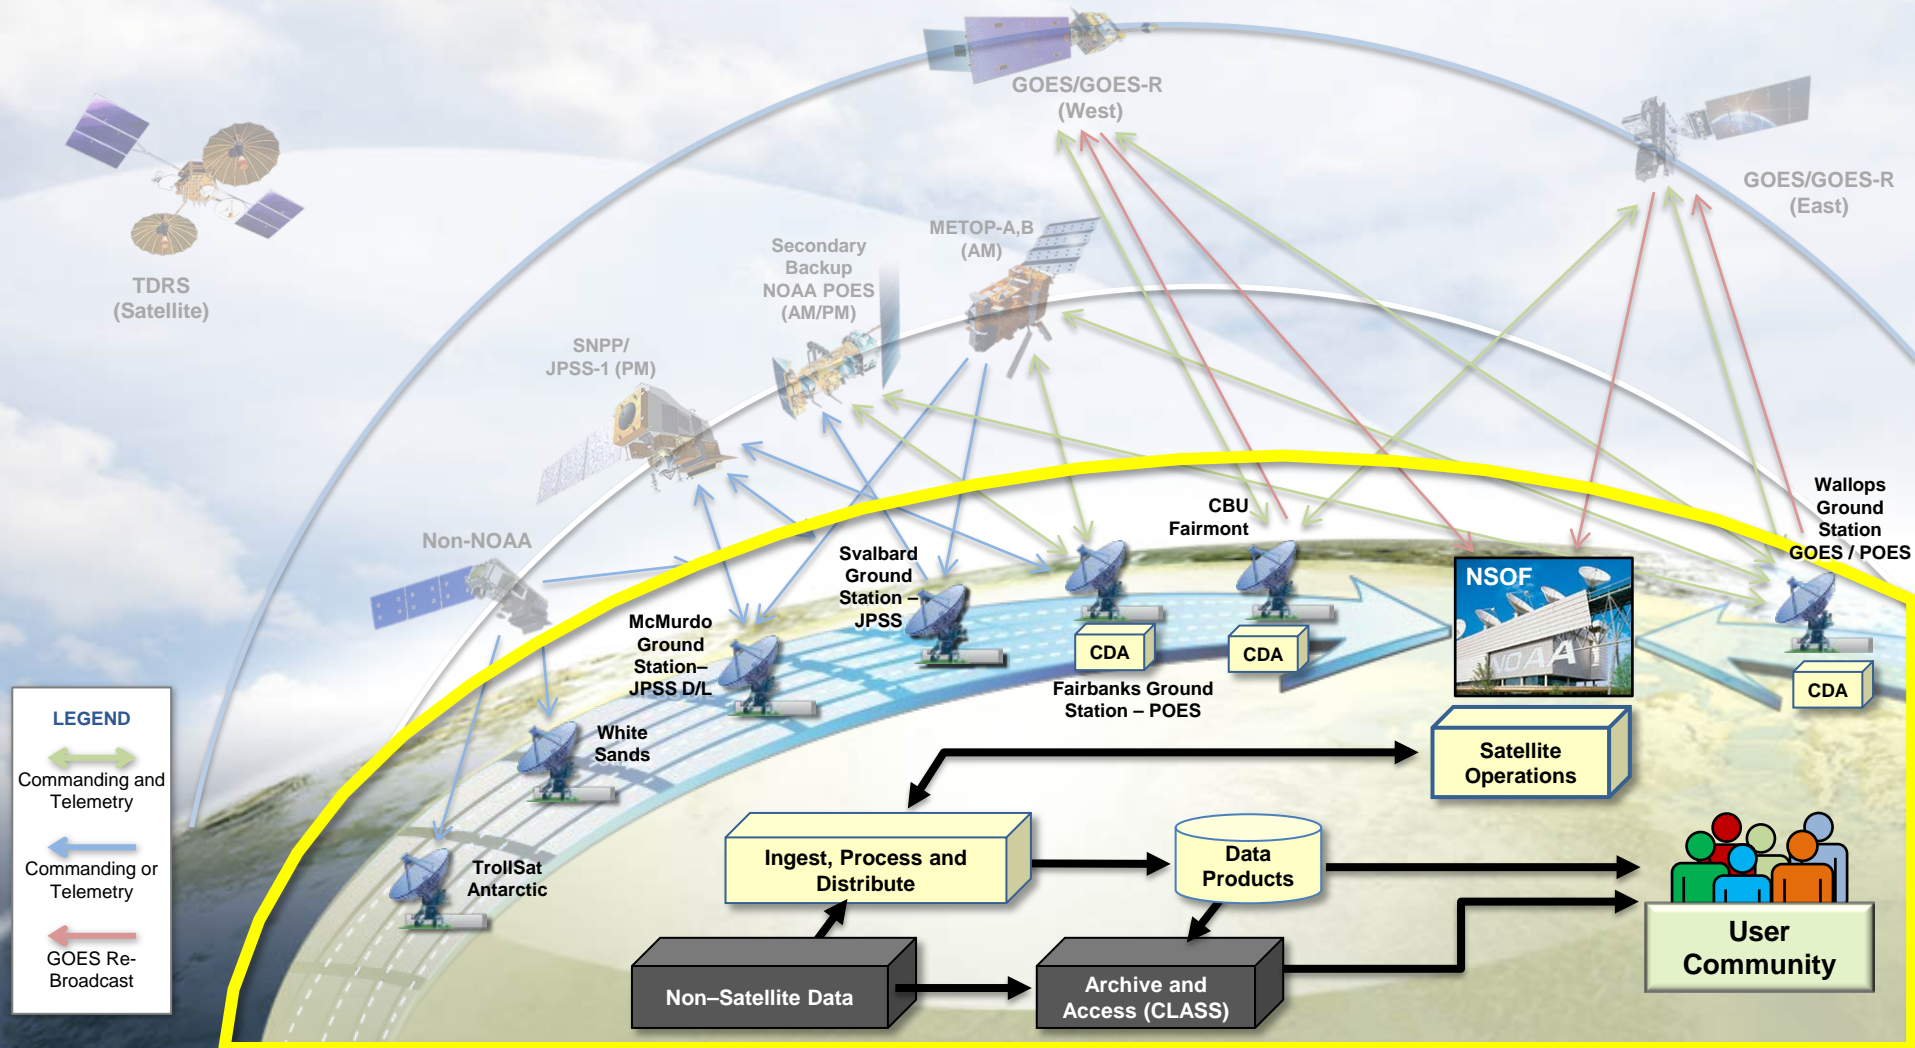 GOES/GOES-R
(West)
GOES/GOES-R
(East)
TDRS
(Satellite)
METOP-A,B
(AM)
Secondary
Backup
NOAA POES
(AM/PM)
SNPP/
JPSS-1 (PM)
Non-NOAA
Wallops
Ground
Station
GOES / POES
CBU
Fairmont
Svalbard
Ground
Station –
JPSS
McMurdo
Ground
Station–
JPSS D/L
NSOF
NOAA
CDA
CDA
CDA
Fairbanks Ground
Station – POES
White
Sands
TrollSat
Antarctic
LEGEND
Commanding and
Telemetry
Commanding or
Telemetry
GOES Re-
Broadcast
Satellite
Operations
Ingest, Process and
Distribute
Data
Products
Non–Satellite Data
Archive and
Access (CLASS)
User
Community